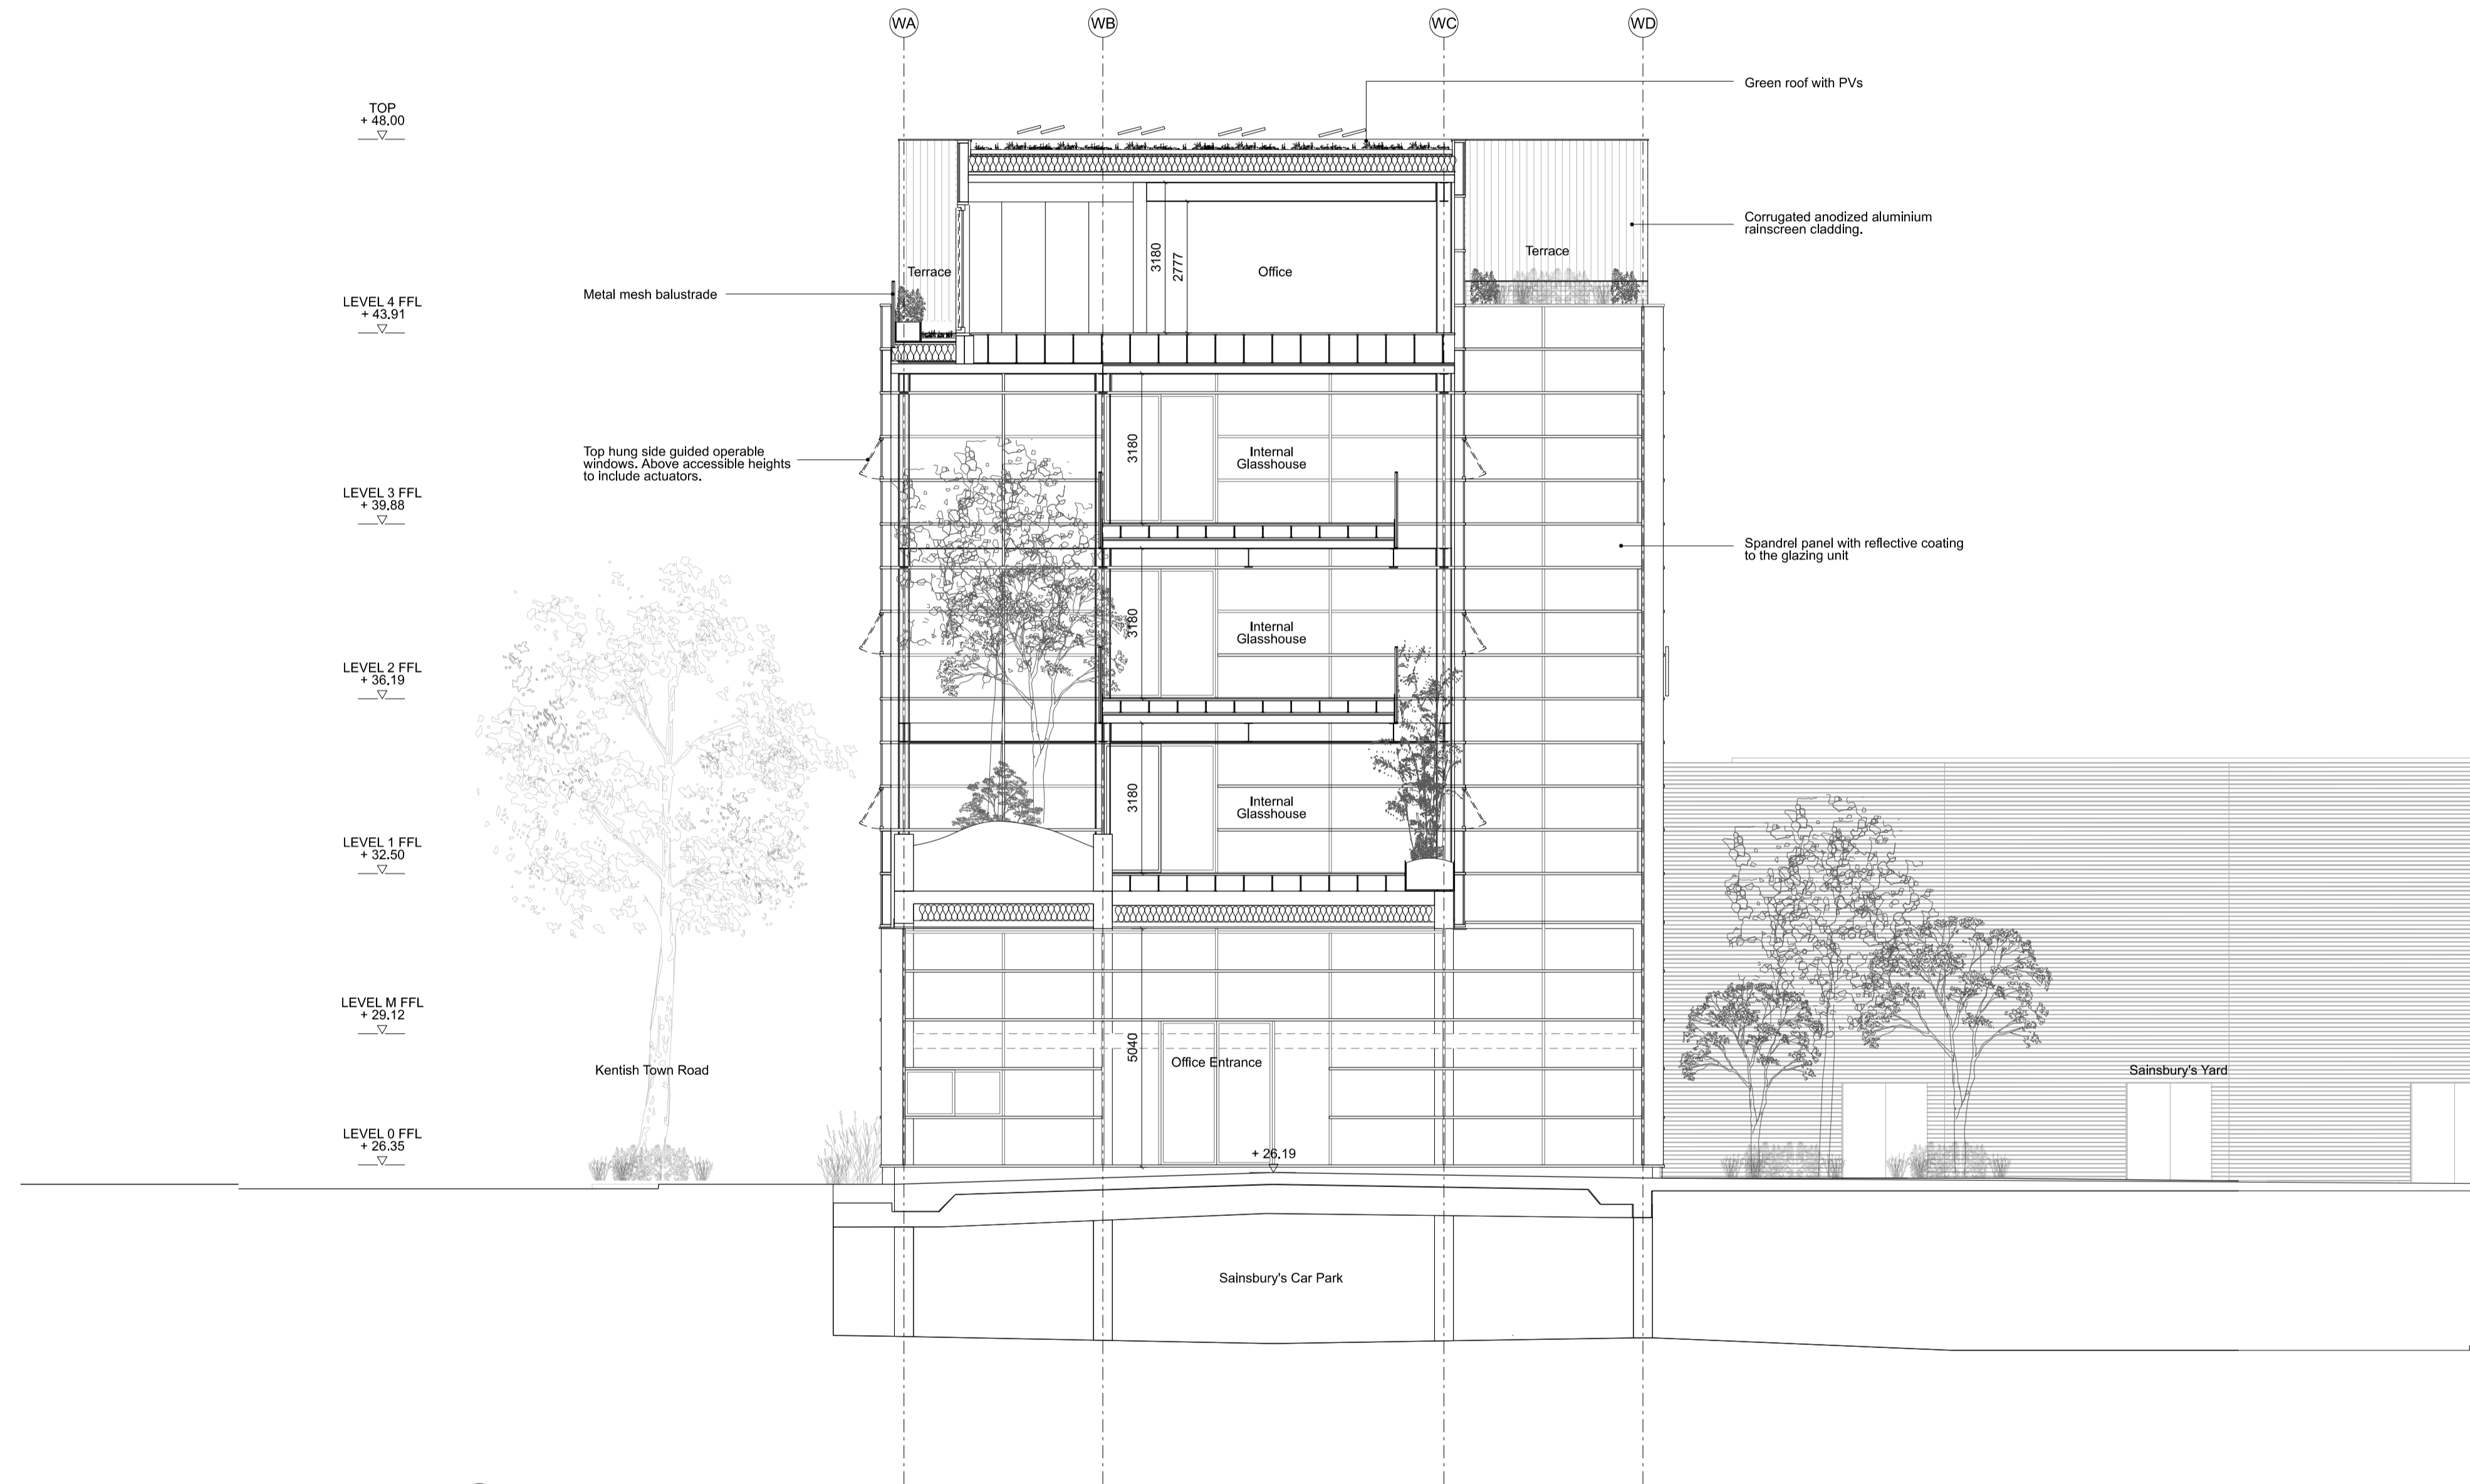 WA
WB
WC
WD
Green roof with PVs
TOP
+ 48.00
Corrugated anodized aluminium
rainscreen cladding.
Terrace
Terrace
3180
2777
Office
Metal mesh balustrade
LEVEL 4 FFL
+ 43.91
Top hung side guided operable
windows. Above accessible heights
to include actuators.
3180
Internal
Glasshouse
LEVEL 3 FFL
+ 39.88
Spandrel panel with reflective coating
to the glazing unit
3180
Internal
Glasshouse
LEVEL 2 FFL
+ 36.19
3180
Internal
Glasshouse
LEVEL 1 FFL
+ 32.50
LEVEL M FFL
+ 29.12
5040
Office Entrance
Kentish Town Road
Sainsbury's Yard
LEVEL 0 FFL
+ 26.35
+ 26.19
Sainsbury's Car Park